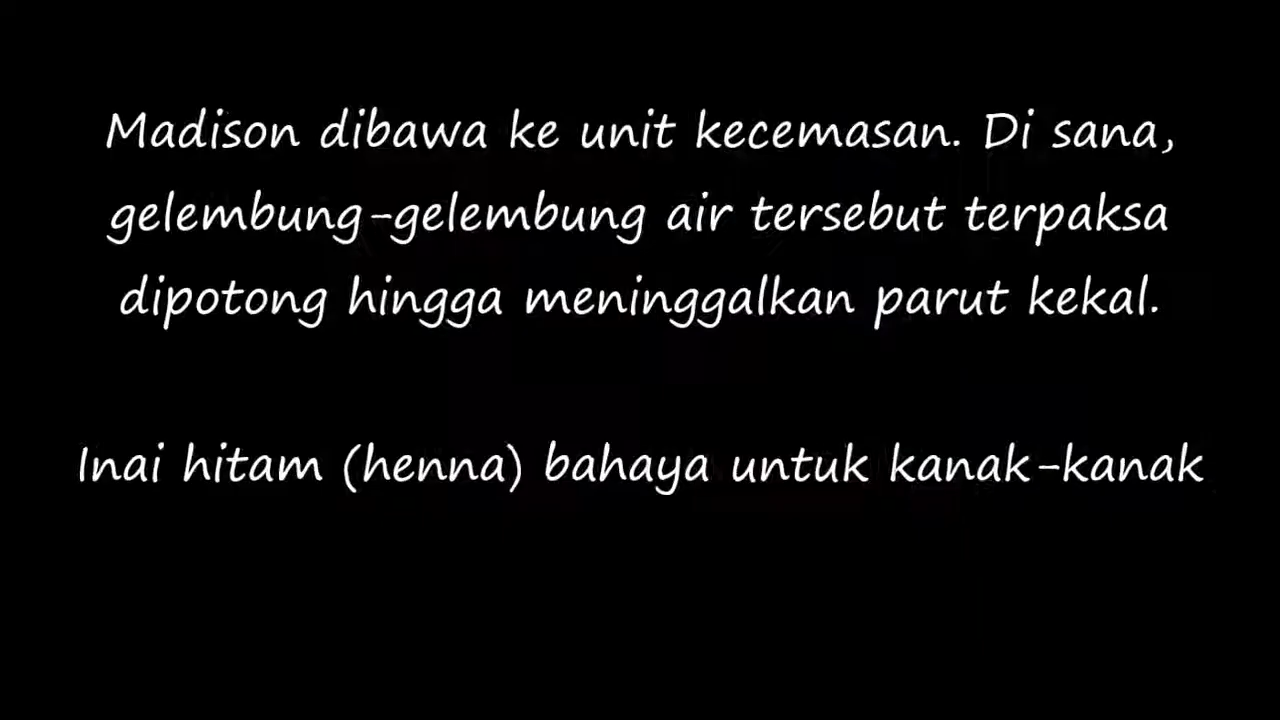 Madison dibawa ke unit kecemasan. Di sana,
gelembung-gelembung air tersebut terpaksa
dipotong hingga meninggalkan parut kekal.
Inai hitam (henna) bahaya untuk kanak-kanak